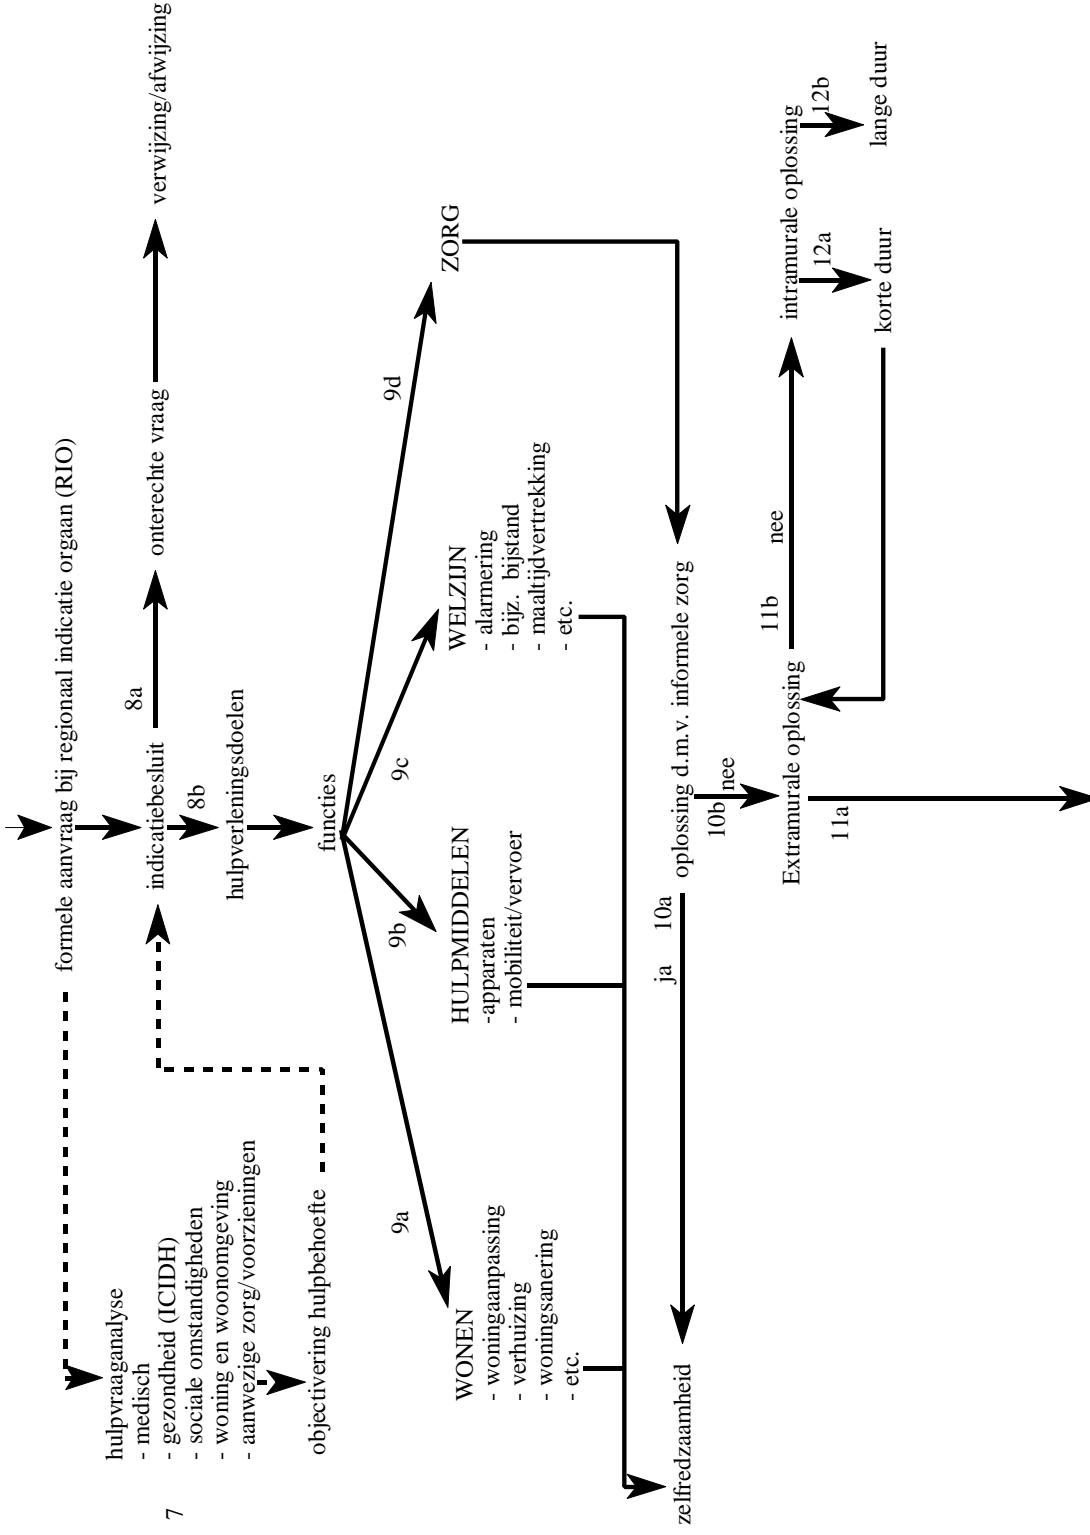 formele aanvraag bij regionaal indicatie organ (RIO)
7
hulpvraaganalyse
- medisch
- gezondheid (ICIDH)
- sociale omstandigheden
- woning en woonomgeving
- aanwezige zorg/voorzieningen
objectivering hulpbehoefte
indicatiebesluit
8a
onterechte vraag
verwijzing/afwijzing
8b
hulpverleningsdoelen
functies
9a
9b
9c
9d
WONEN
- woningaanpassing
- verhuizing
- woningsanering
- etc.
HULPMIDDELEN
-apparaten
- mobiliteit/vervoer
WELZIJN
- alarmering
- bijz. bijstand
- maaltijdvertrekking
- etc.
ZORG
zelfredzaamheid
ja
10a
oplossing d.m.v. informele zorg
10b
nee
Extramurale oplossing
11a
11b
nee
intramurale oplossing
12a
12b
korte duur
lange duur